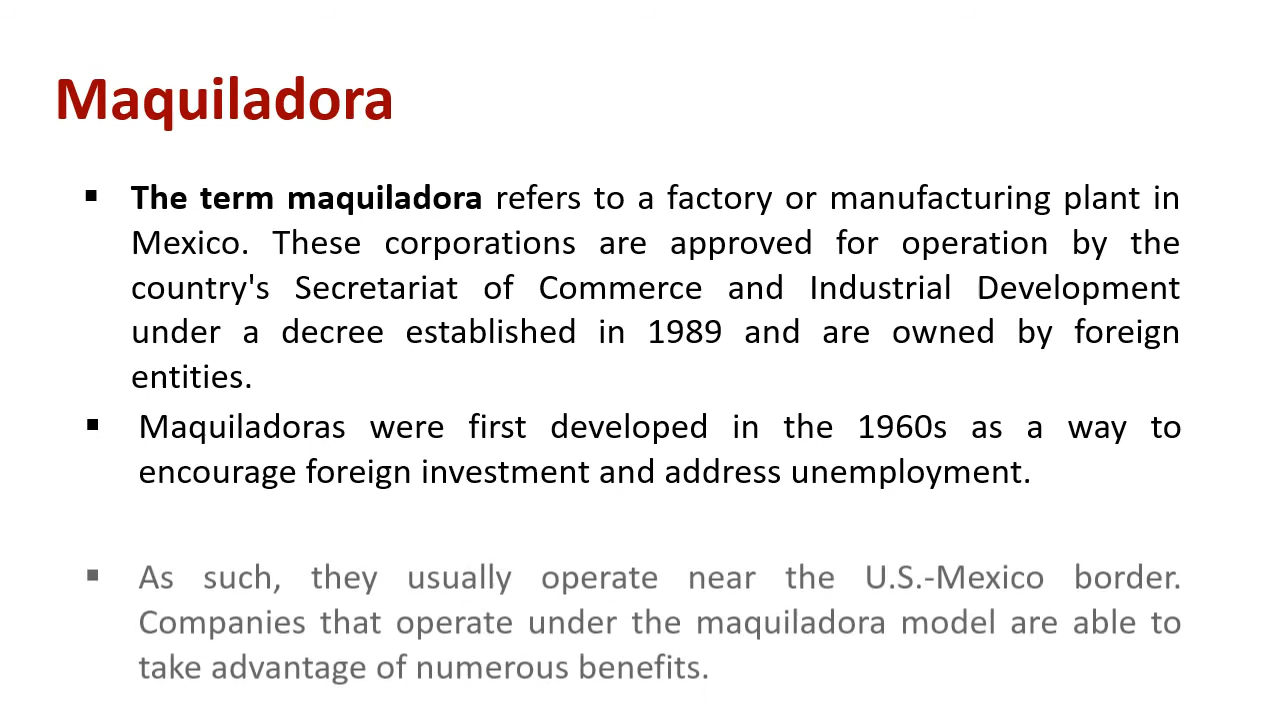 Maquiladora
▪ The term maquiladora refers to a factory or manufacturing plant in
Mexico. These corporations are approved for operation by the
country's Secretariat of Commerce and Industrial Development
under a decree established in 1989 and are owned by foreign
entities.
▪ Maquiladoras were first developed in the 1960s as a way to
encourage foreign investment and address unemployment.
▪ As such, they usually operate near the U.S.-Mexico border.
Companies that operate under the maquiladora model are able to
take advantage of numerous benefits.